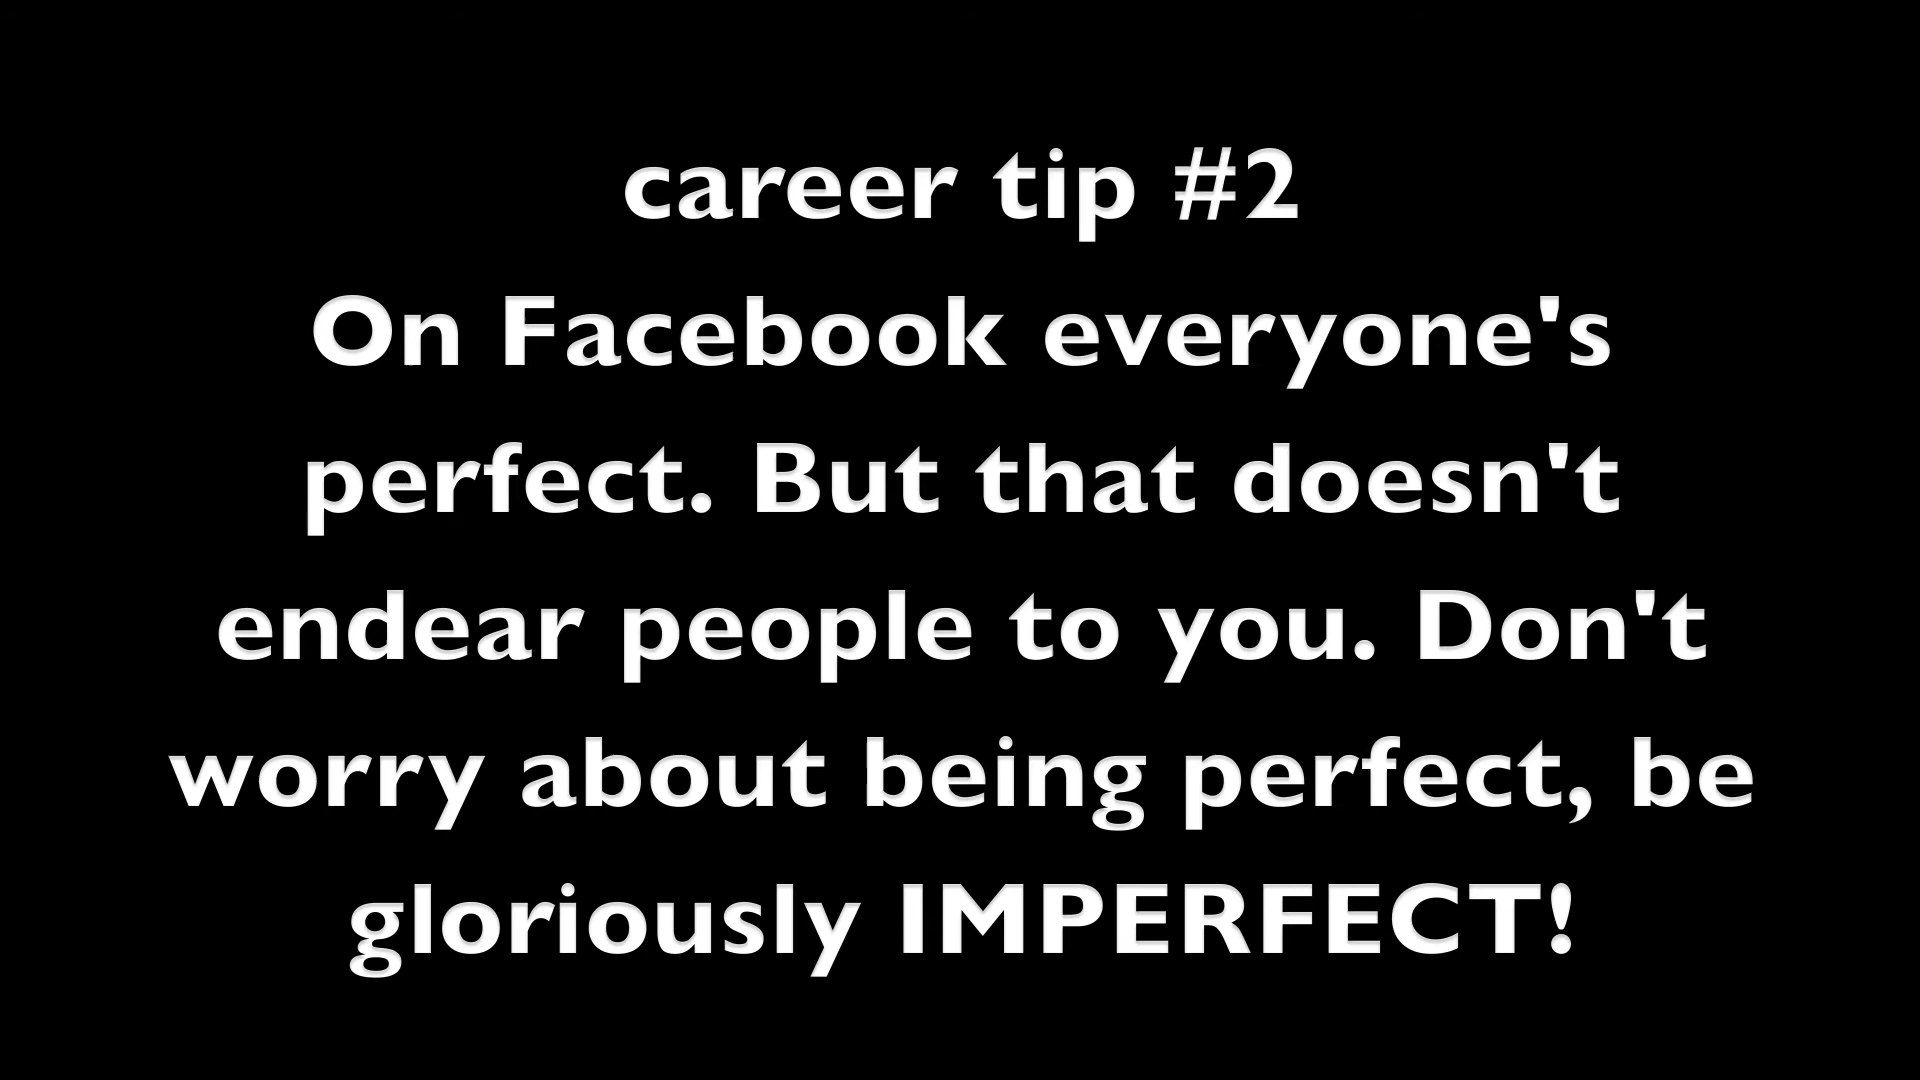 career tip #2
On Facebook everyone's
perfect. But that doesn't
endear people to you. Don't
worry about being perfect, be
gloriously IMPERFECT!